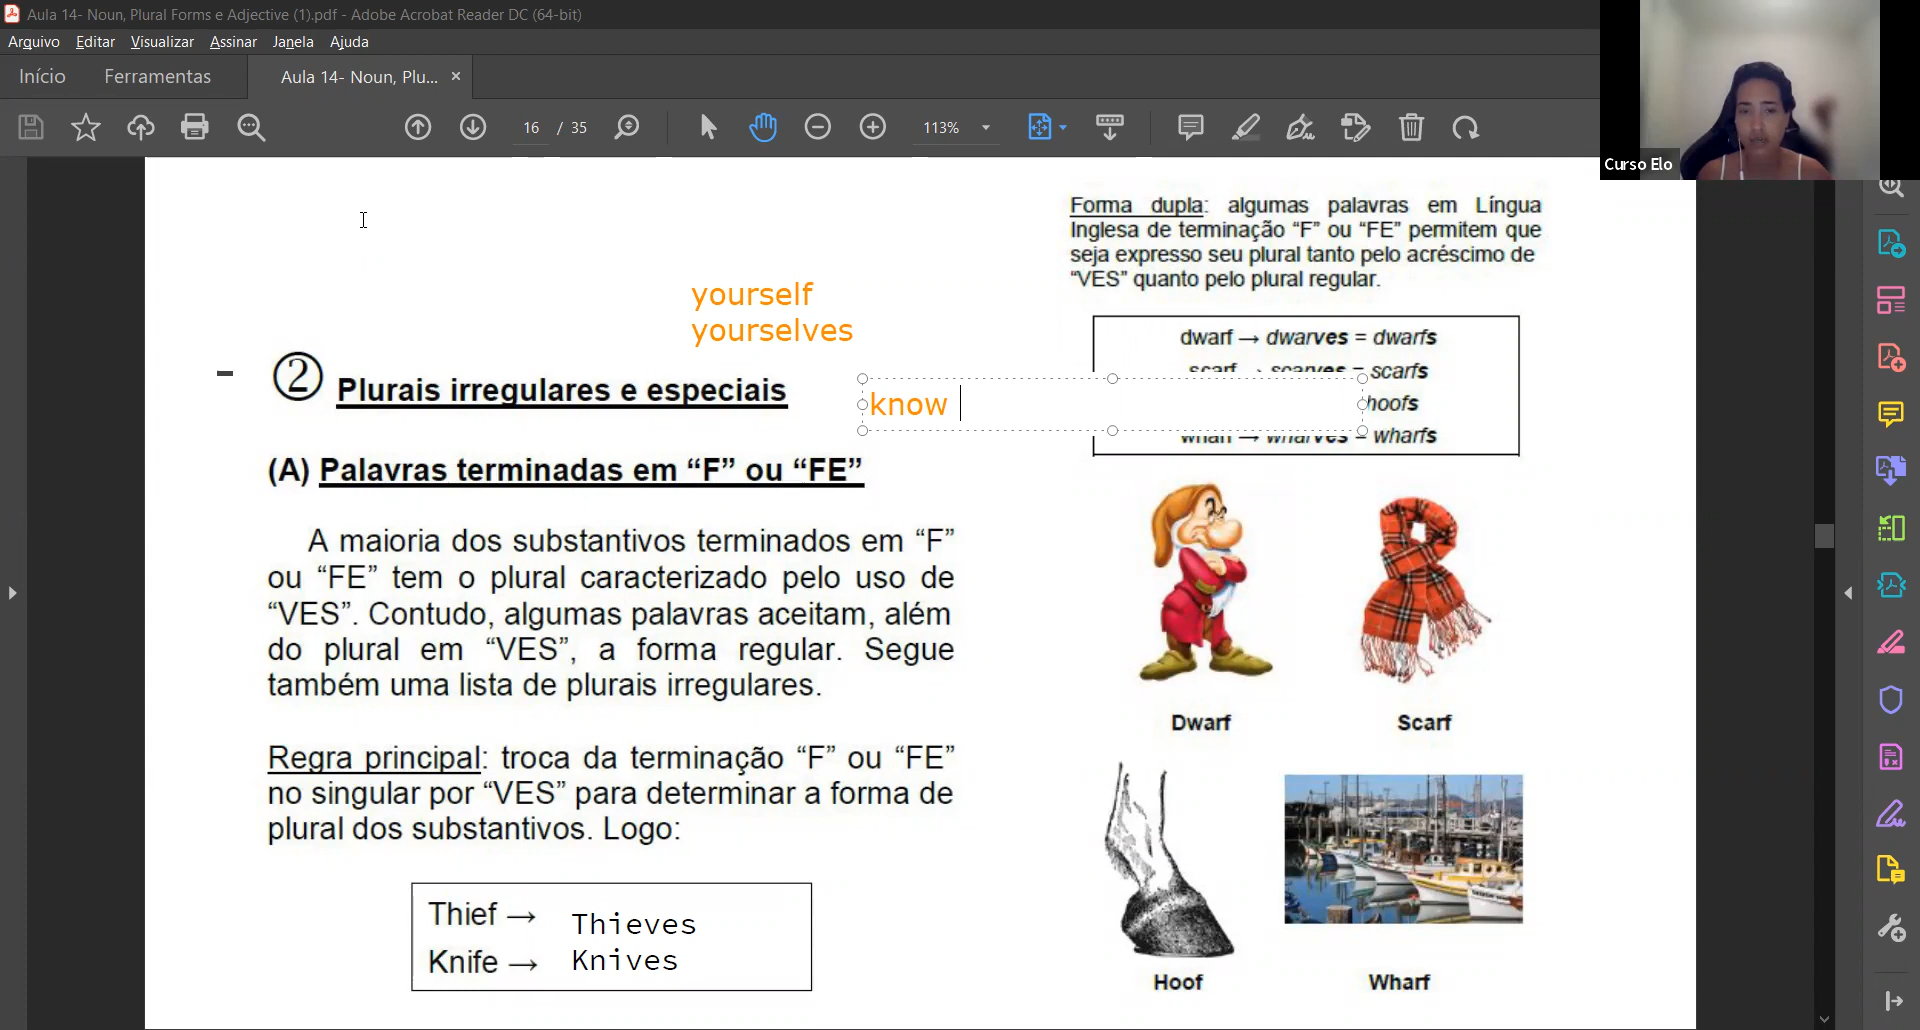 Aula 14- Noun, Plural Forms e Adjective (1).pdf - Adobe Acrobat Reader DC (64-bit)
Arquivo Editar Visualizar Assinar Janela Ajuda
Início Ferramentas Aula 14- Noun, Plu... ×
16 / 35 113%
Curso Elo
yourself
yourselves
② Plurais irregulares e especiais
know
(A) Palavras terminadas em “F” ou “FE”
A maioria dos substantivos terminados em “F”
ou “FE” tem o plural caracterizado pelo uso de
“VES”. Contudo, algumas palavras aceitam, além
do plural em “VES”, a forma regular. Segue
também uma lista de plurais irregulares.
Regra principal: troca da terminação “F” ou “FE”
no singular por “VES” para determinar a forma de
plural dos substantivos. Logo:
Thief → Thieves
Knife → Knives
Forma dupla: algumas palavras em Língua
Inglesa de terminação “F” ou “FE” permitem que
seja expresso seu plural tanto pelo acréscimo de
“VES” quanto pelo plural regular.
dwarf → dwarves = dwarfs
scarf → scarves = scarfs
hoofs
wharf → wharves = wharfs
Dwarf Scarf
Hoof Wharf